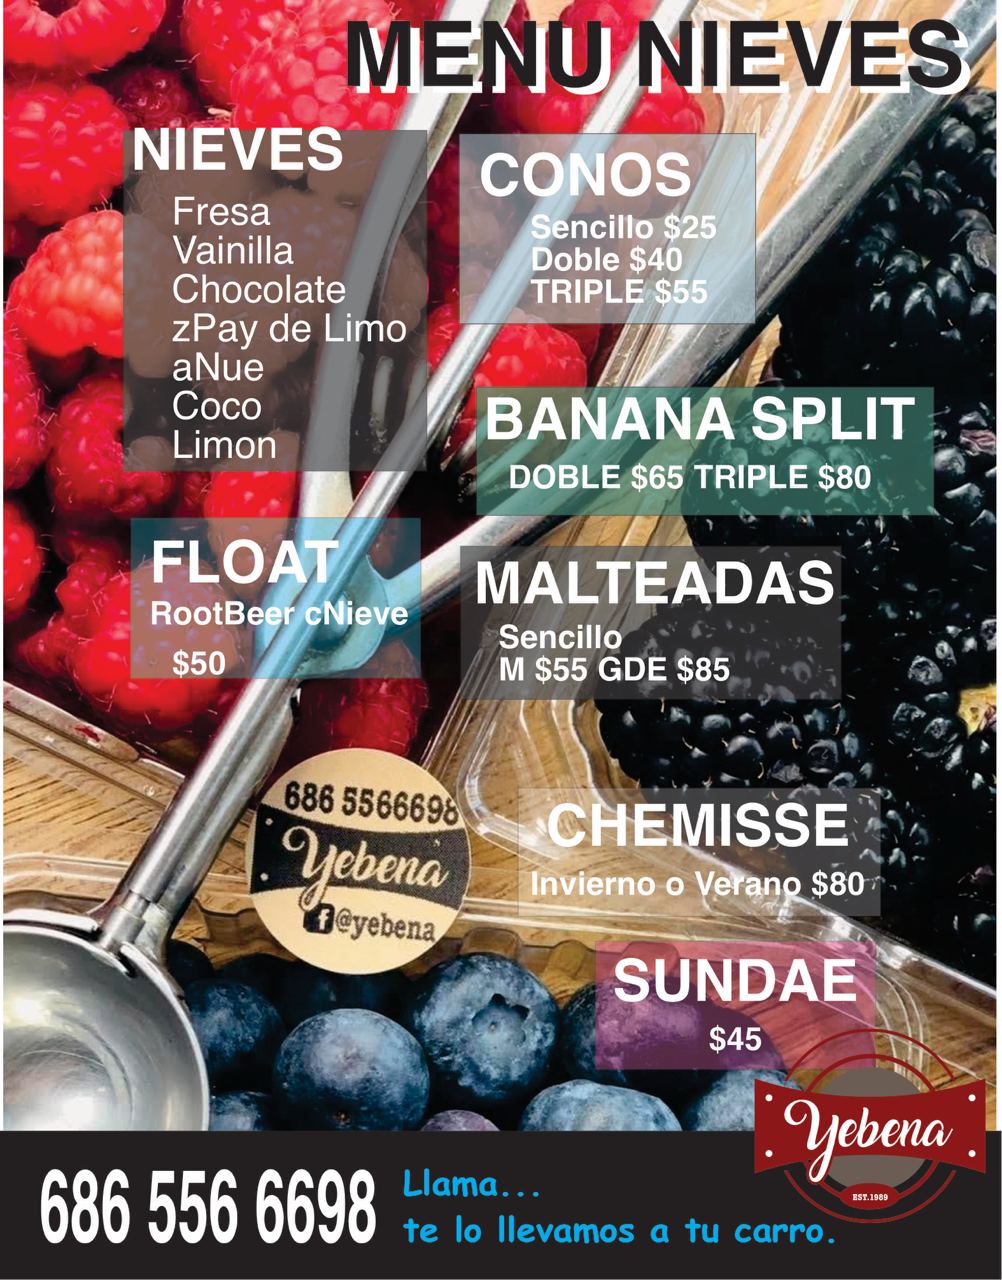 MENU NIEVES
NIEVES
Fresa
Vainilla
Chocolate
zPay de Limo
aNue
Coco
Limon
CONOS
Sencillo $25
Doble $40
TRIPLE $55
BANANA SPLIT
DOBLE $65 TRIPLE $80
FLOAT
RootBeer cNieve
$50
MALTEADAS
Sencillo
M $55 GDE $85
686 5566698
Yebena
f@yebena
CHEMISSE
Invierno o Verano $80
SUNDAE
$45
Yebena
EST.1989
686 556 6698
Llama...
te lo llevamos a tu carro.